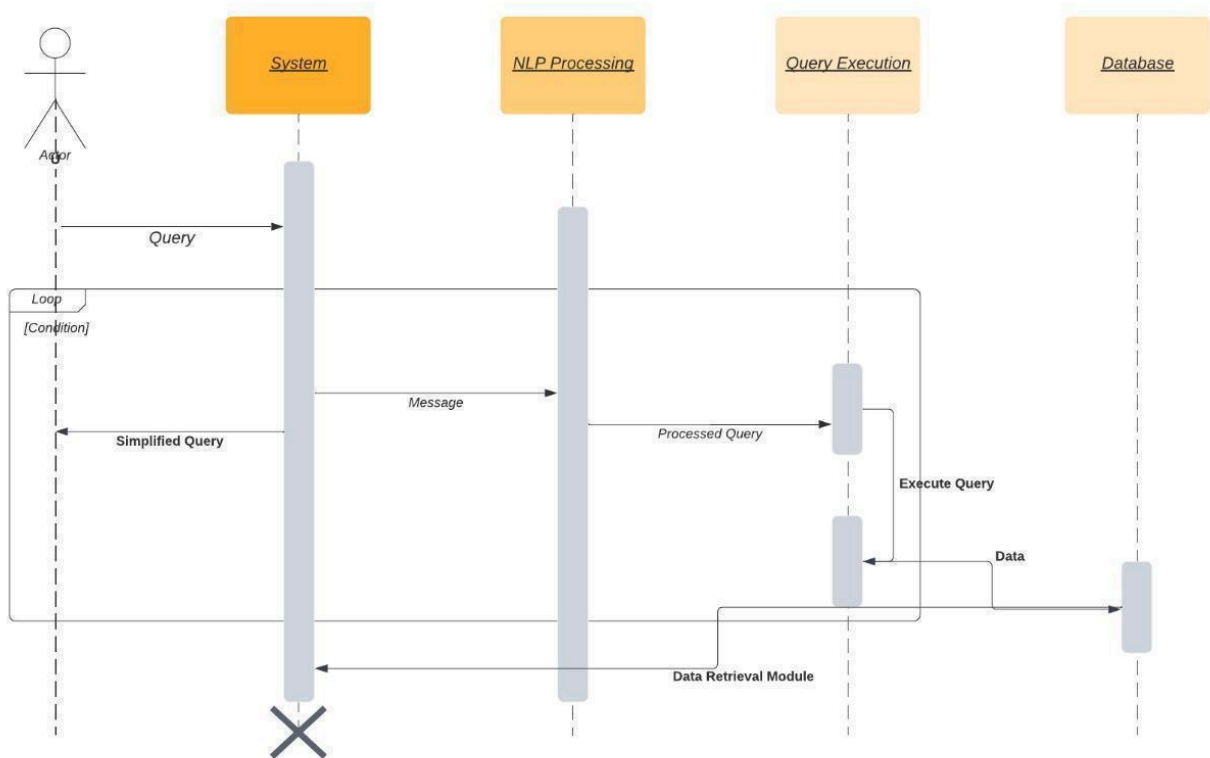 System
NLP Processing
Query Execution
Database
Actor
Query
Loop
[Condition]
Message
Simplified Query
Processed Query
Execute Query
Data
Data Retrieval Module